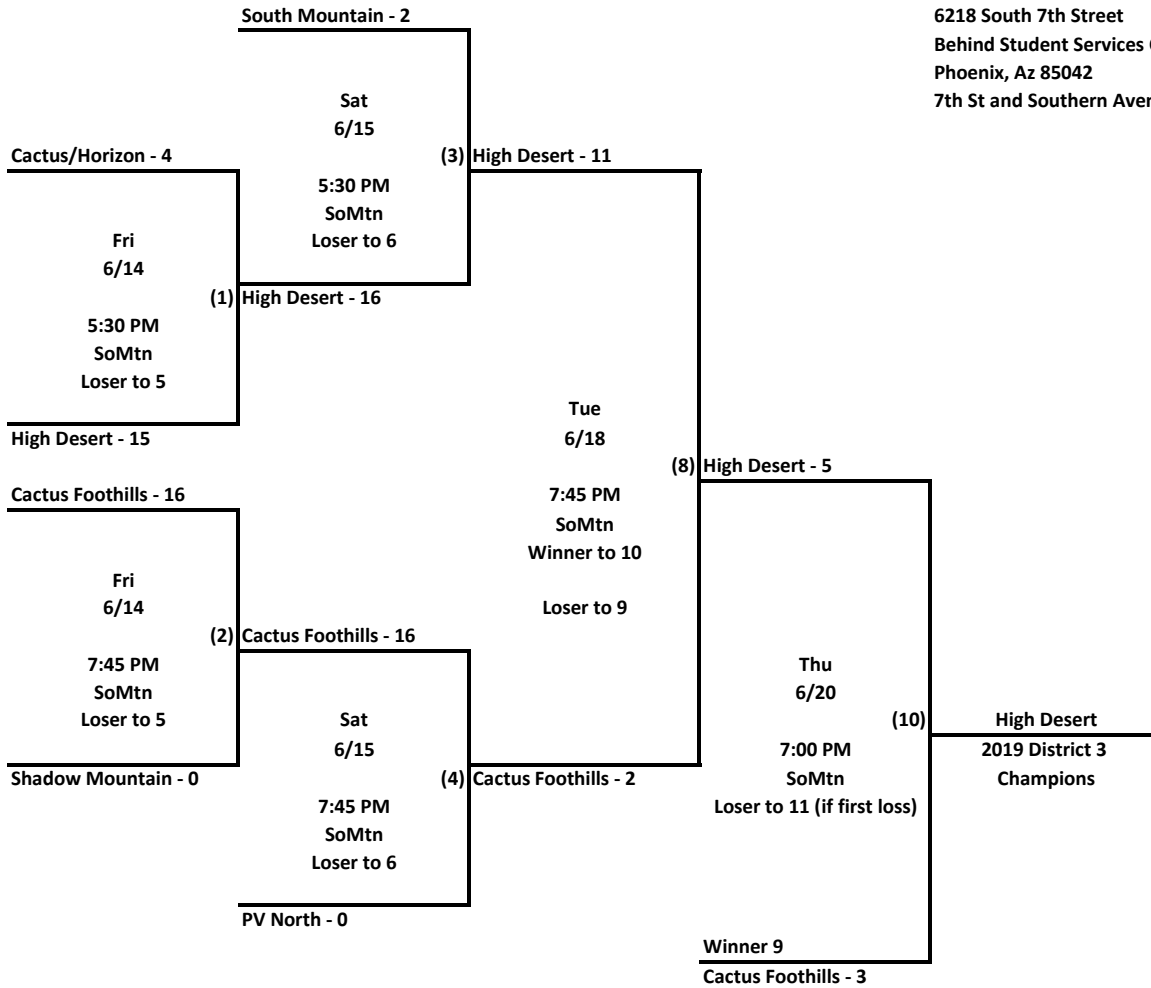 South Mountain - 2
6218 South 7th Street
Behind Student Services
Phoenix, Az 85042
7th St and Southern
Sat
6/15
Cactus/Horizon - 4
(3) High Desert - 11
5:30 PM
SoMtn
Loser to 6
Fri
6/14
(1) High Desert - 16
5:30 PM
SoMtn
Loser to 5
High Desert - 15
Tue
6/18
(8) High Desert - 5
7:45 PM
SoMtn
Winner to 10
Loser to 9
Cactus Foothills - 16
Fri
6/14
(2) Cactus Foothills - 16
7:45 PM
SoMtn
Loser to 5
Shadow Mountain - 0
Sat
6/15
(4) Cactus Foothills - 2
7:45 PM
SoMtn
Loser to 6
PV North - 0
Thu
6/20
(10)
7:00 PM
SoMtn
Loser to 11 (if first loss)
High Desert
2019 District 3
Champions
Winner 9
Cactus Foothills - 3